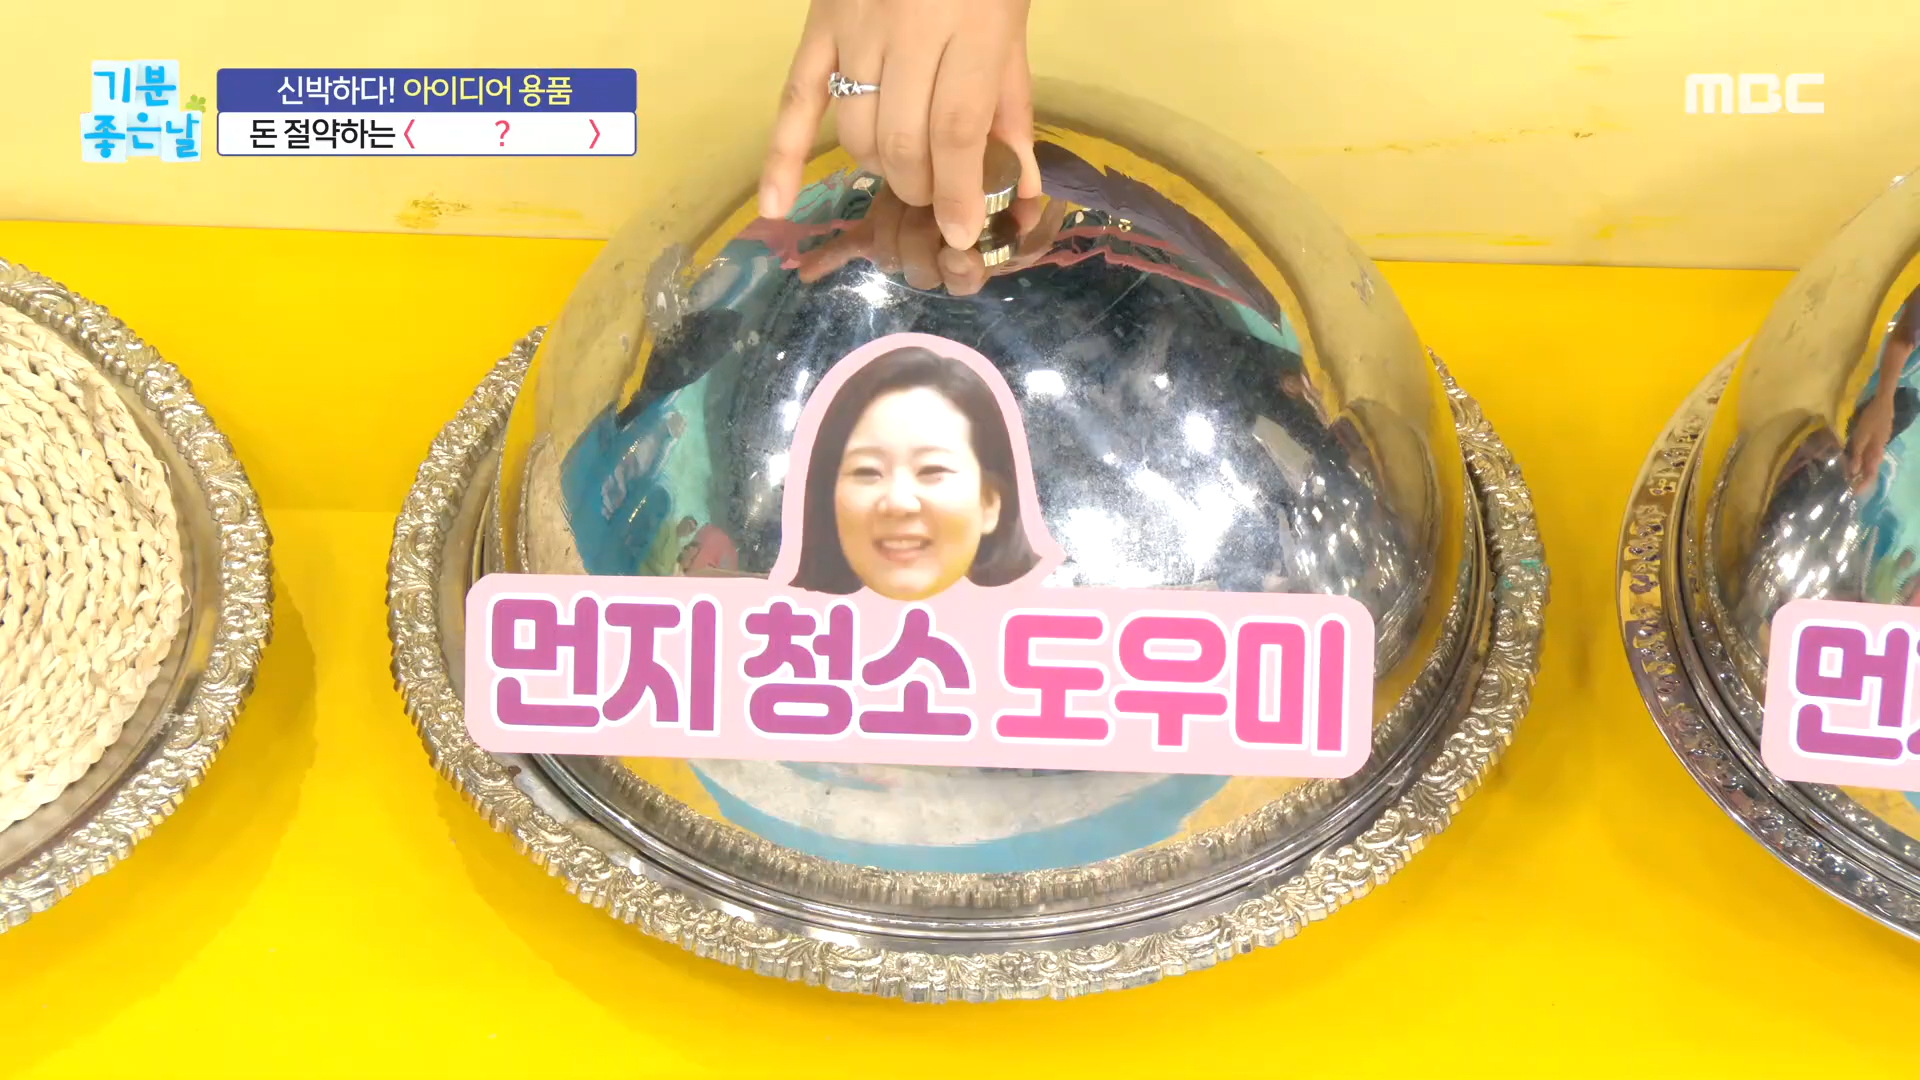 기분
좋은날
신박하다! 아이디어 용품
돈 절약하는 < ? >
MBC
먼지 청소 도우미
먼